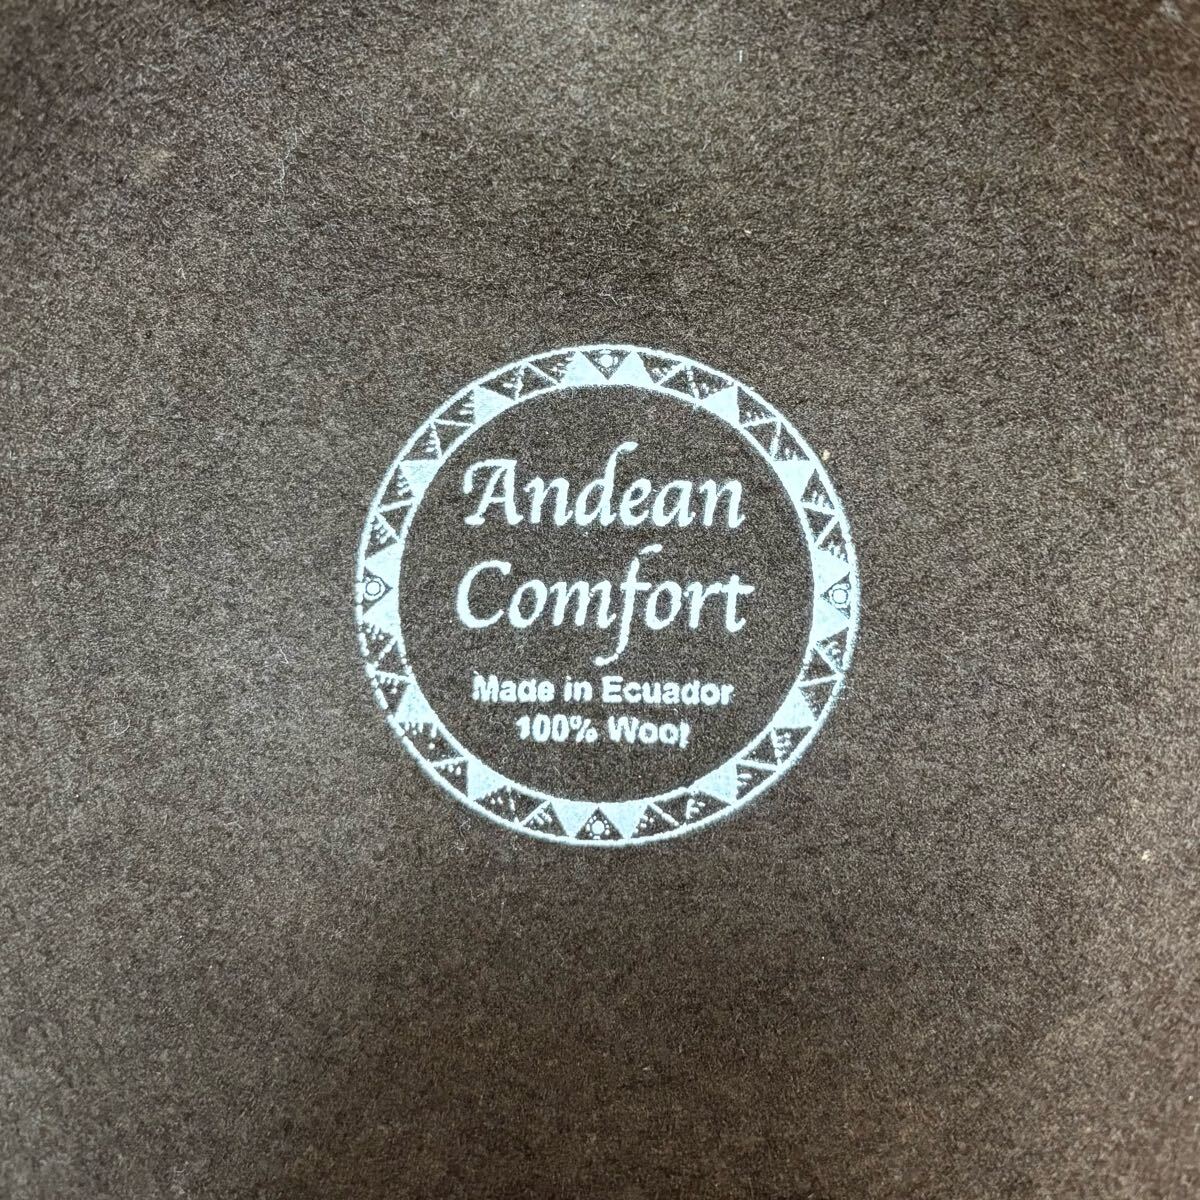 Andean
Comfort
Made in Ecuador
100% Wool